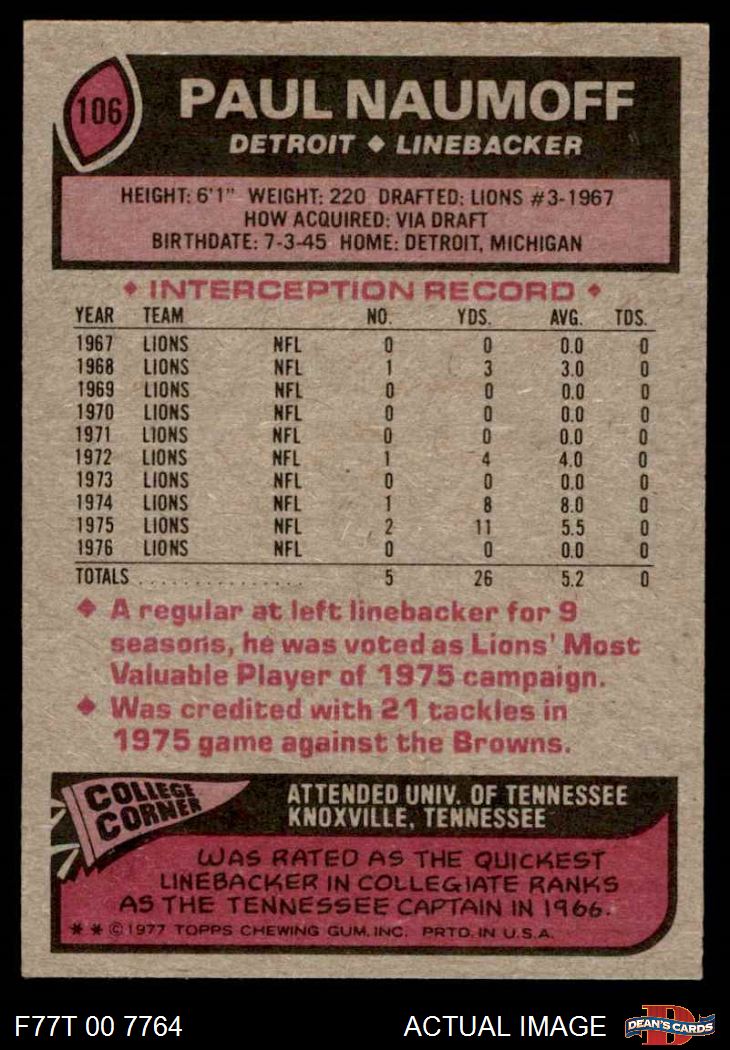 106
PAUL NAUMOFF
DETROIT ◆ LINEBACKER
HEIGHT: 6'1" WEIGHT: 220 DRAFTED: LIONS #3-1967
HOW ACQUIRED: VIA DRAFT
BIRTHDATE: 7-3-45 HOME: DETROIT, MICHIGAN
◆ INTERCEPTION RECORD ◆
YEAR TEAM NO. YDS. AVG. TDS.
1967 LIONS NFL 0 0 0.0 0
1968 LIONS NFL 1 3 3.0 0
1969 LIONS NFL 0 0 0.0 0
1970 LIONS NFL 0 0 0.0 0
1971 LIONS NFL 0 0 0.0 0
1972 LIONS NFL 1 4 4.0 0
1973 LIONS NFL 0 0 0.0 0
1974 LIONS NFL 1 8 8.0 0
1975 LIONS NFL 2 11 5.5 0
1976 LIONS NFL 0 0 0.0 0
TOTALS . . . . . . . . . . . . . . . 5 26 5.2 0
◆ A regular at left linebacker for 9
seasons, he was voted as Lions' Most
Valuable Player of 1975 campaign.
◆ Was credited with 21 tackles in
1975 game against the Browns.
COLLEGE
CORNER
ATTENDED UNIV. OF TENNESSEE
KNOXVILLE, TENNESSEE
WAS RATED AS THE QUICKEST
LINEBACKER IN COLLEGIATE RANKS
AS THE TENNESSEE CAPTAIN IN 1966.
* * © 1977 TOPPS CHEWING GUM, INC. PRTD. IN U.S.A.
F77T 00 7764
ACTUAL IMAGE
D
DEAN'S CARDS